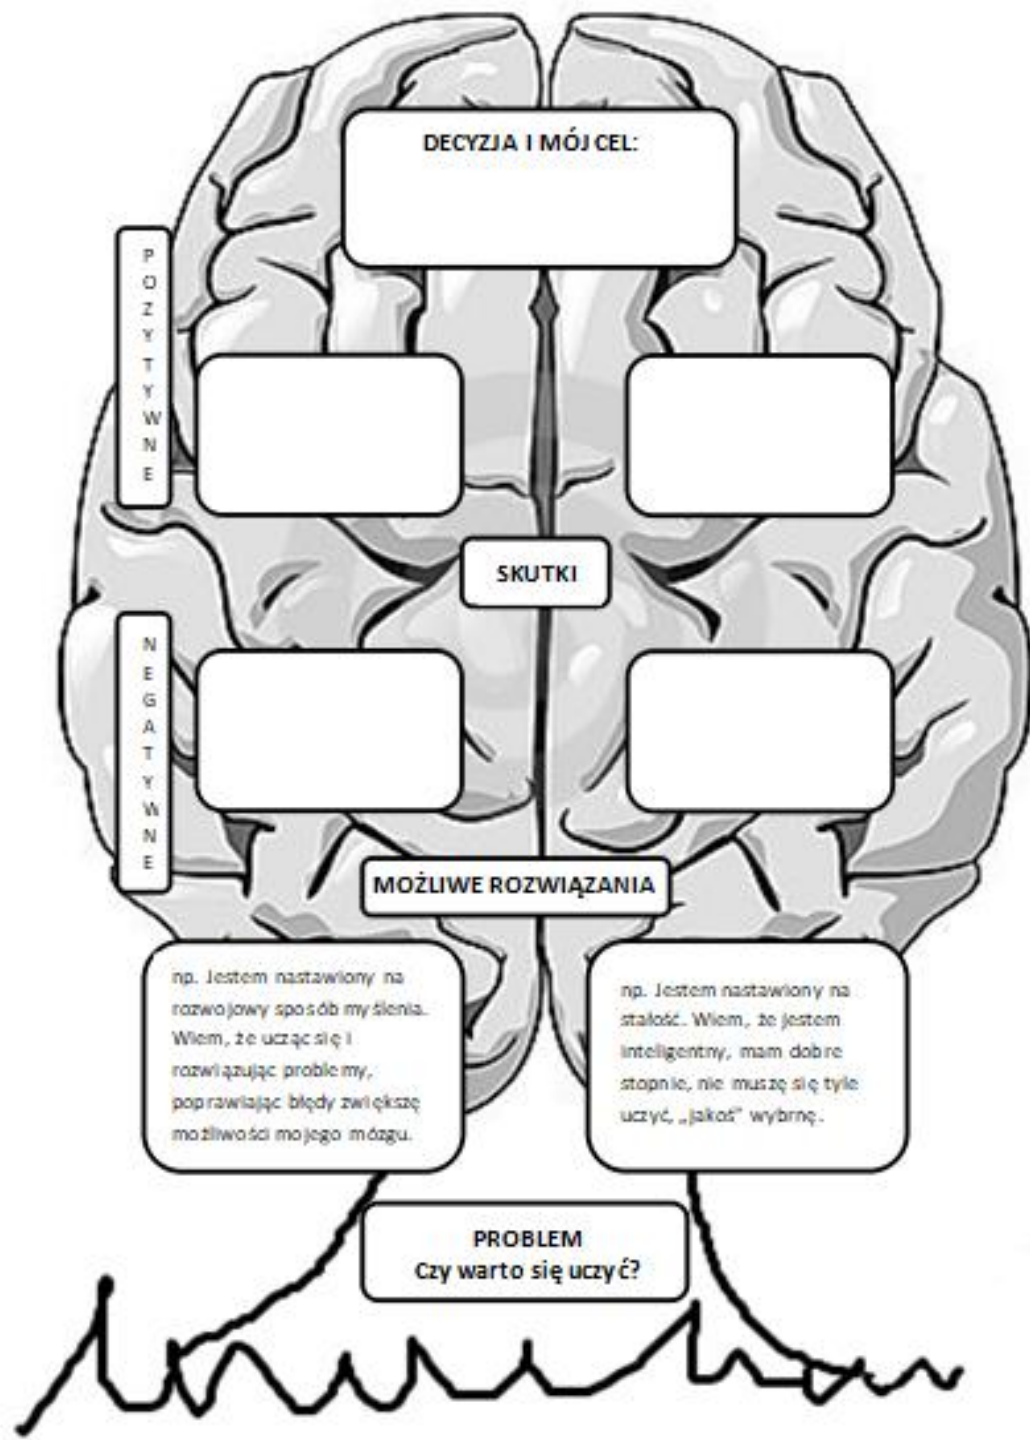 DECYZJA I MÓJ CEL:
POZYTYWNE
SKUTKI
NEGATYWNE
MOŻLIWE ROZWIĄZANIA
np. Jestem nastawiony na
rozwojowy sposób myślenia.
Wiem, że ucząc się i
rozwiązując problemy,
poprawiając błędy zwiększę
możliwości mojego mózgu.
np. Jestem nastawiony na
stałość. Wiem, że jestem
inteligentny, mam dobre
stopnie, nie muszę się tyle
uczyć, „jakoś” wybrnę.
PROBLEM
Czy warto się uczyć?